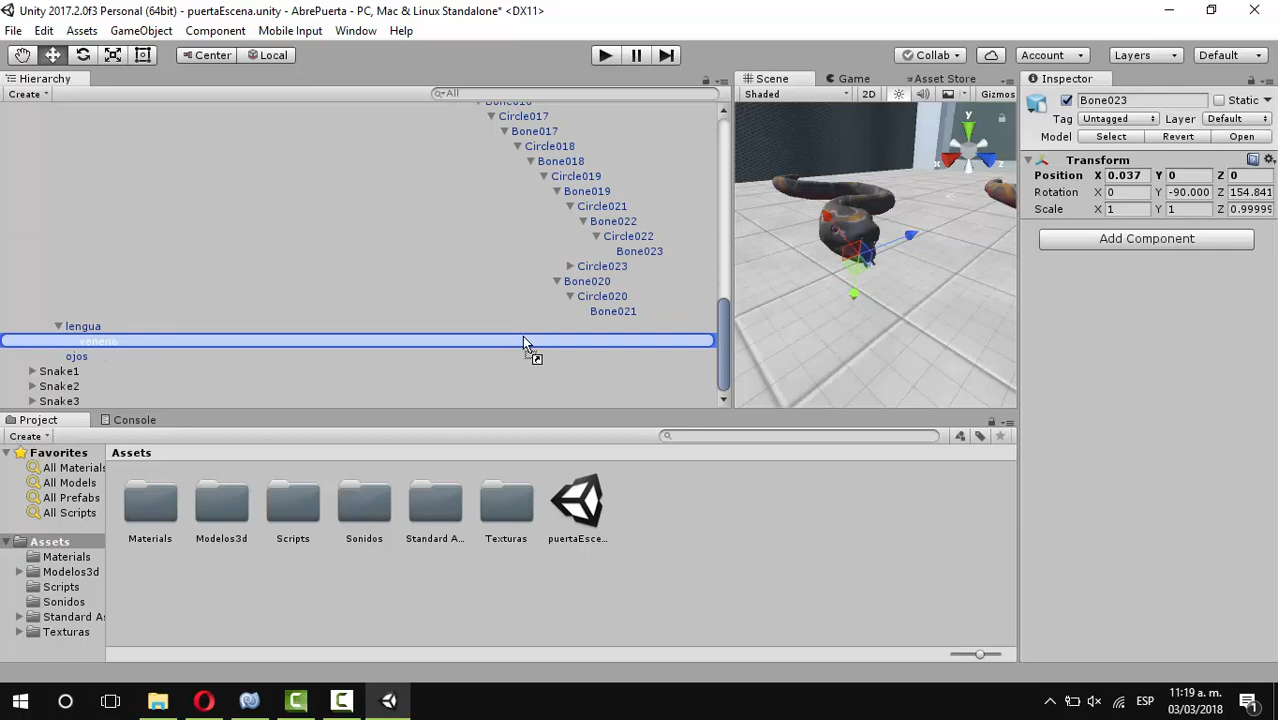 Unity 2017.2.0f3 Personal (64bit) - puertaEscena.unity - AbrePuerta - PC, Mac & Linux Standalone* <DX11>
File Edit Assets GameObject Component Mobile Input Window Help
Center Local Collab Account Layers Default
Hierarchy Scene Game Asset Store Inspector
Create All Shaded 2D Gizmos
Bone016
Circle017
Bone017
Circle018
Bone018
Circle019
Bone019
Circle021
Bone022
Circle022
Bone023
Circle023
Bone020
Circle020
Bone021
lengua
veneno
ojos
Snake1
Snake2
Snake3
y
x
z
Bone023 Static
Tag Untagged Layer Default
Model Select Revert Open
Transform
Position X 0.037 Y 0 Z 0
Rotation X 0 Y -90.000 Z 154.841
Scale X 1 Y 1 Z 0.99999
Add Component
Project Console
Create
Favorites
All Materials
All Models
All Prefabs
All Scripts
Assets
Materials
Modelos3d
Scripts
Sonidos
Standard As
Texturas
Assets
Materials Modelos3d Scripts Sonidos Standard A... Texturas puertaEsce...
ESP
11:19 a. m.
03/03/2018
1